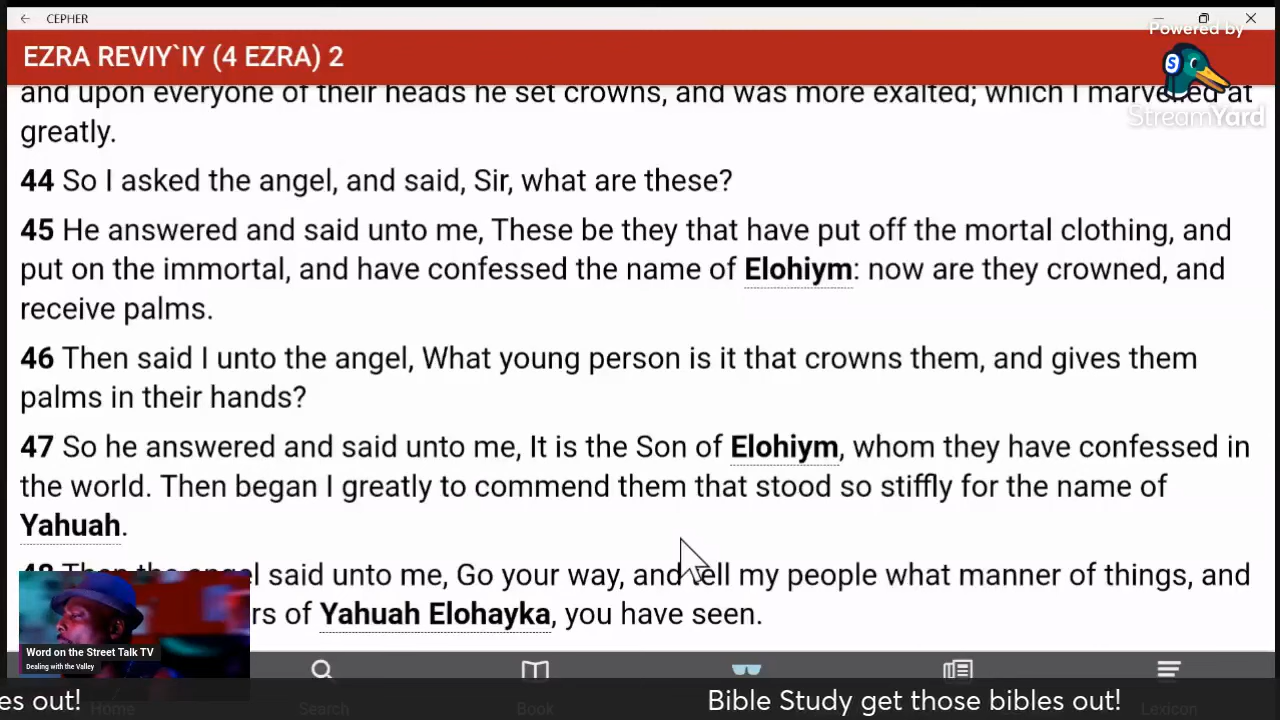 CEPHER
Powered by
EZRA REVIY`IY (4 EZRA) 2
StreamYard
and upon everyone of their heads he set crowns, and was more exalted; which I marvelled at
greatly.
44 So I asked the angel, and said, Sir, what are these?
45 He answered and said unto me, These be they that have put off the mortal clothing, and
put on the immortal, and have confessed the name of Elohiym: now are they crowned, and
receive palms.
46 Then said I unto the angel, What young person is it that crowns them, and gives them
palms in their hands?
47 So he answered and said unto me, It is the Son of Elohiym, whom they have confessed in
the world. Then began I greatly to commend them that stood so stiffly for the name of
Yahuah.
48 Then the angel said unto me, Go your way, and tell my people what manner of things, and
rs of Yahuah Elohayka, you have seen.
Word on the Street Talk TV
Dealing with the Valley
es out! Bible Study get those bibles out!
Home Search Book Lexicon